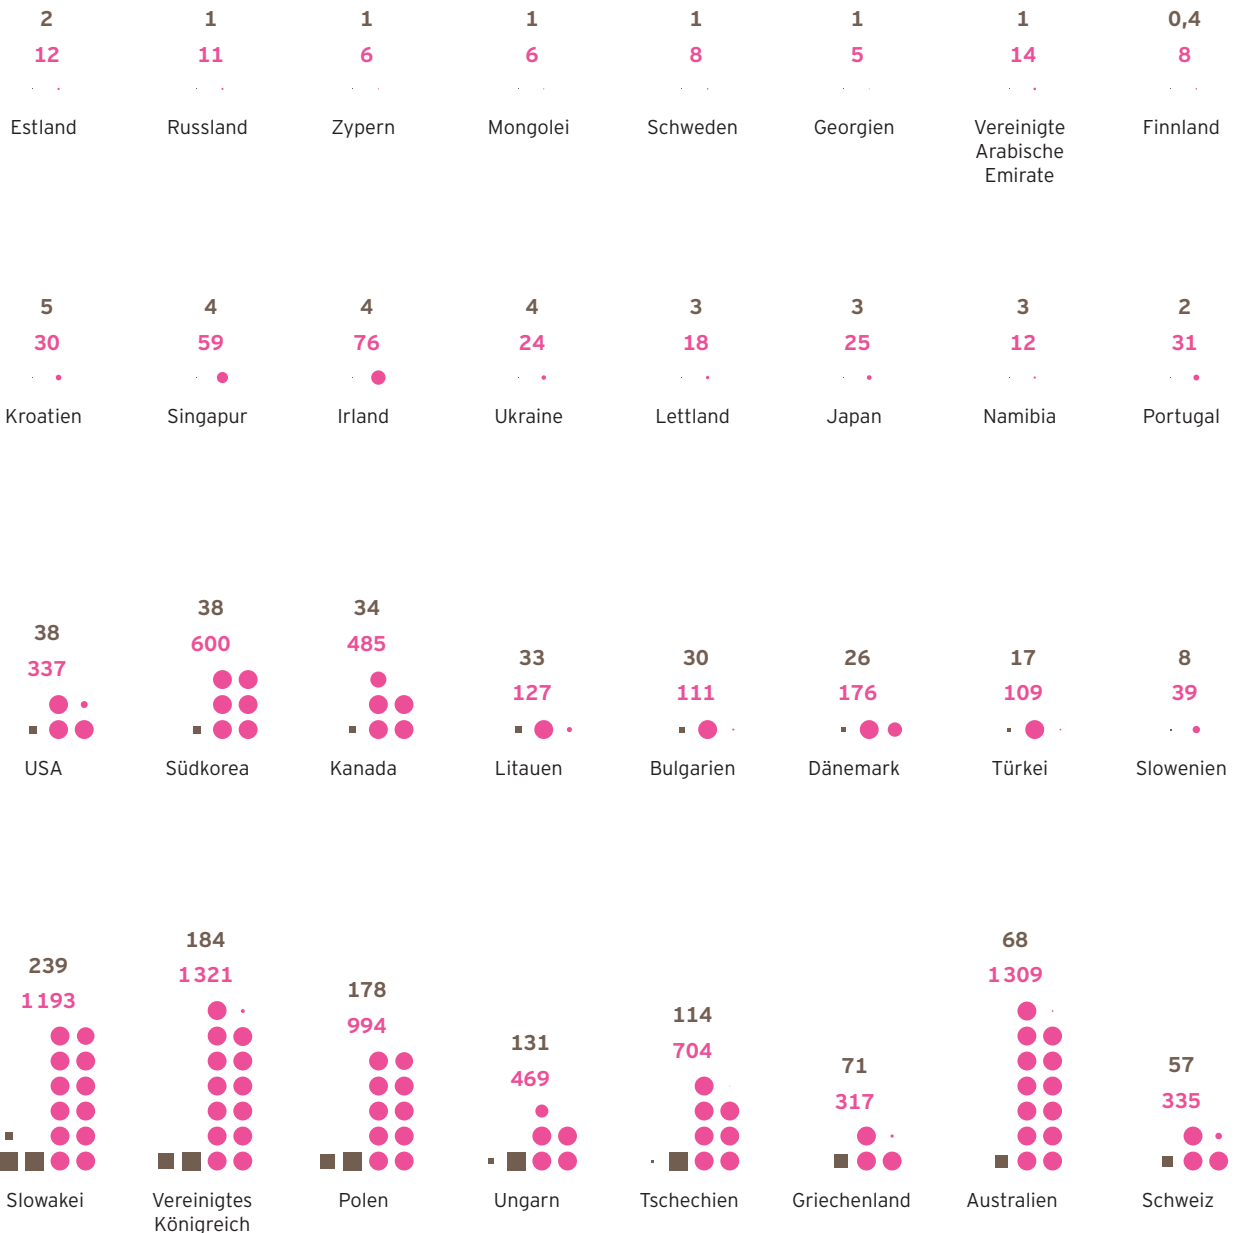 2 1 1 1 1 1 1 0,4
12 11 6 6 8 5 14 8
Estland Russland Zypern Mongolei Schweden Georgien Vereinigte Finnland
Arabische
Emirate
5 4 4 4 3 3 3 2
30 59 76 24 18 25 12 31
Kroatien Singapur Irland Ukraine Lettland Japan Namibia Portugal
38 34
38
600 485
33 30 26 17 8
337
127 111 176 109 39
USA Südkorea Kanada Litauen Bulgarien Dänemark Türkei Slowenien
184 68
239
1 321 1 309
178
1 193
114
994
131
704
71 57
469
317 335
Slowakei Vereinigtes Polen Ungarn Tschechien Griechenland Australien Schweiz
Königreich